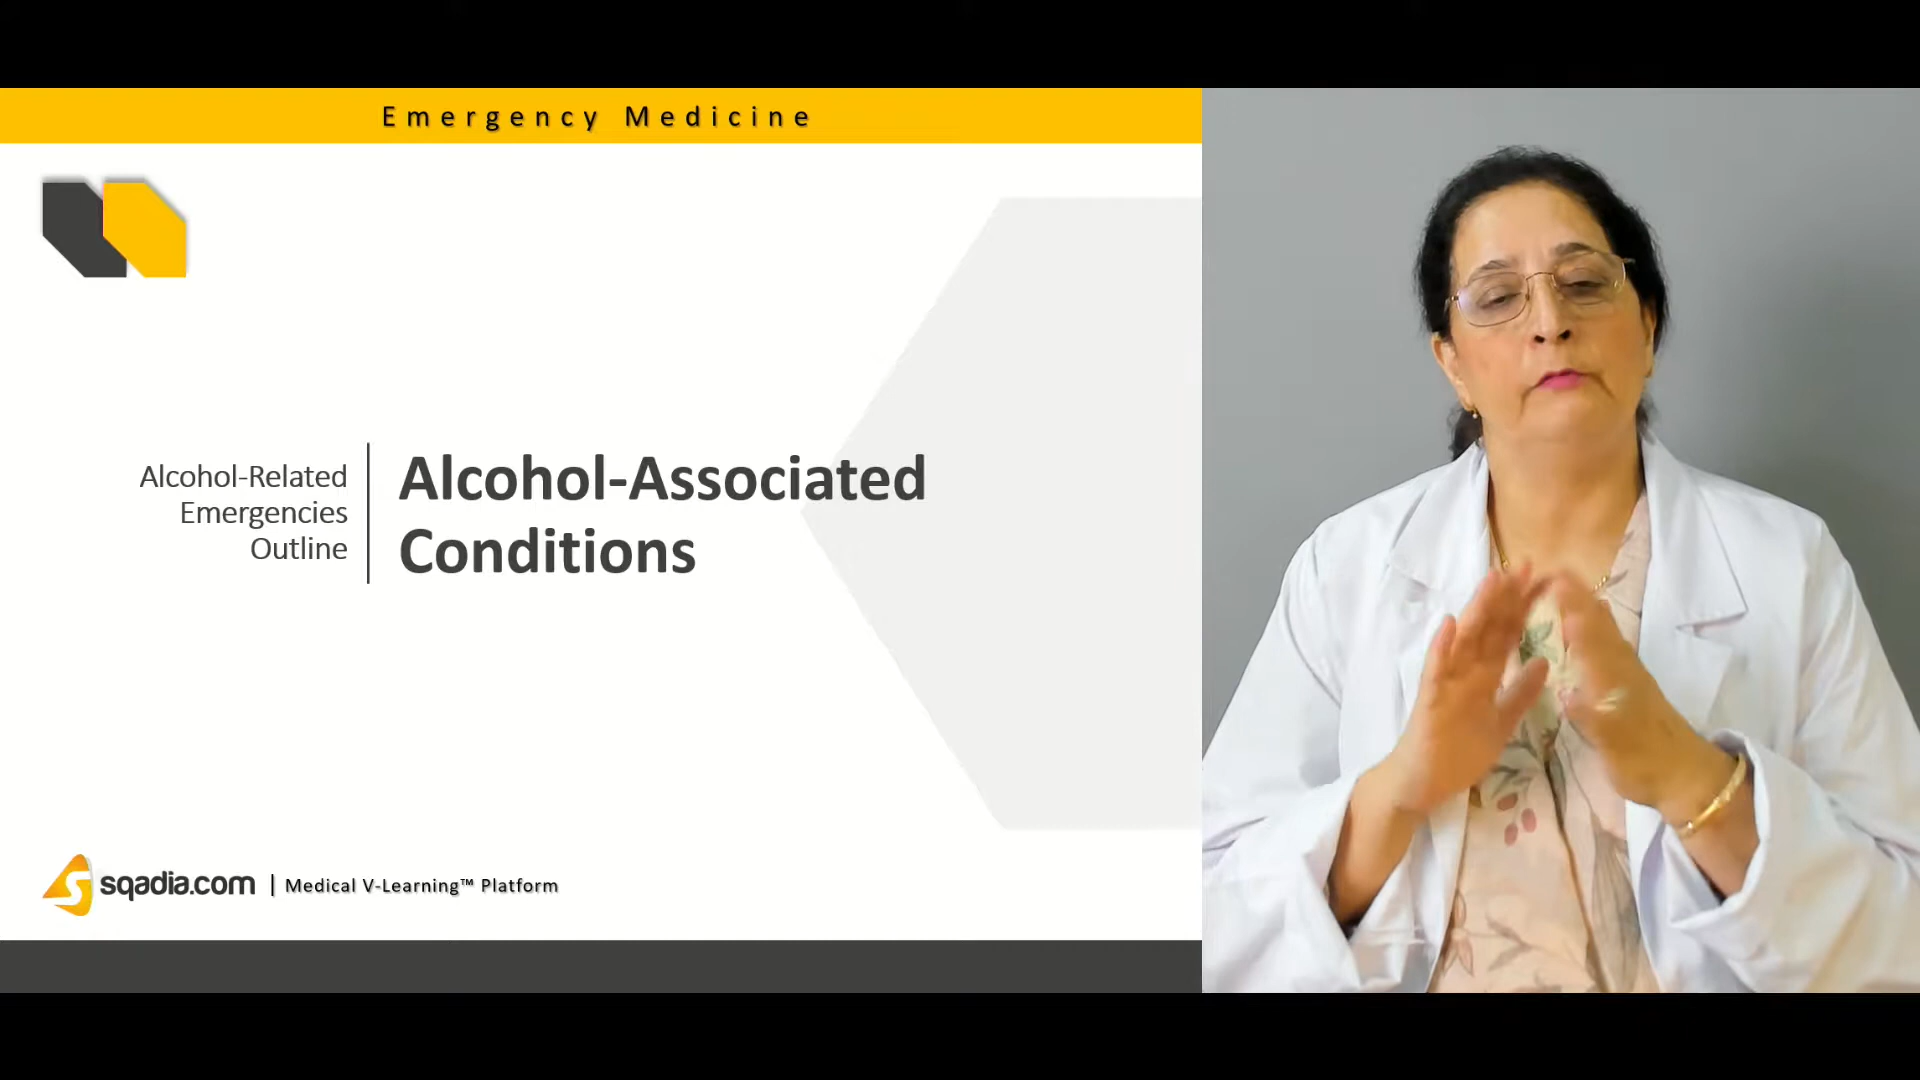 Emergency Medicine
Alcohol-Related
Emergencies
Outline
Alcohol-Associated
Conditions
sqadia.com | Medical V-Learning™ Platform